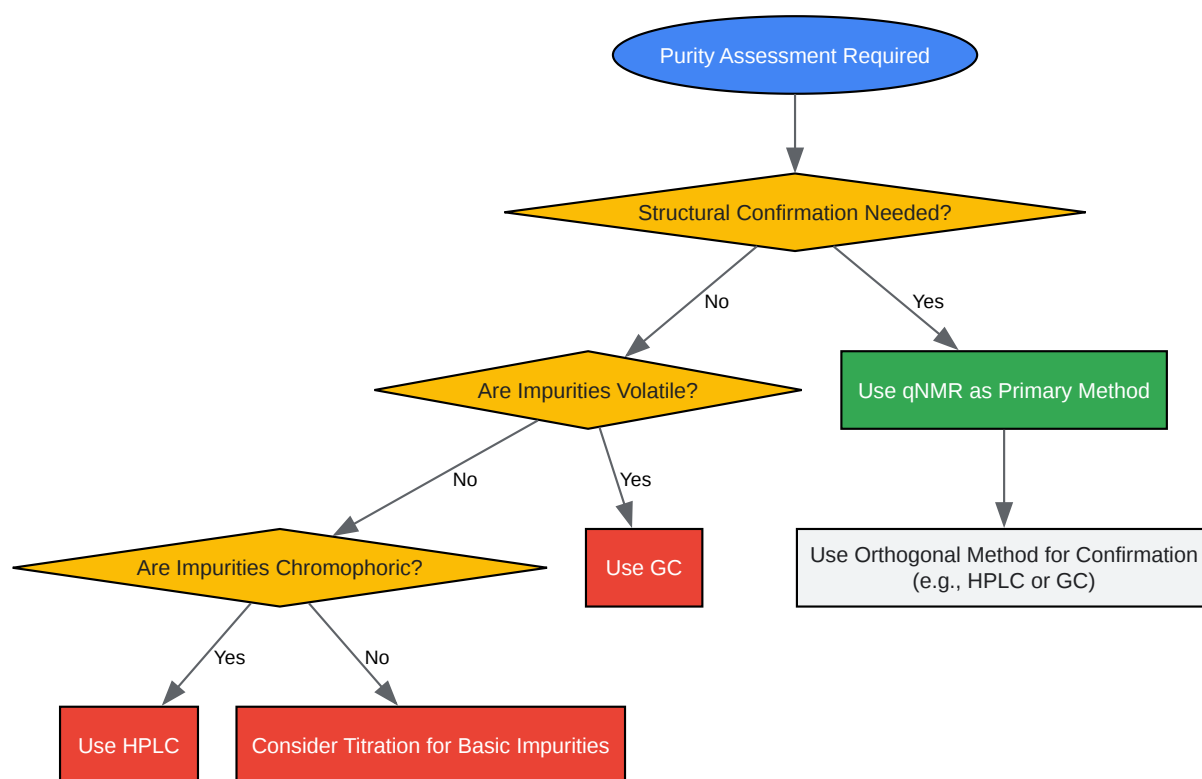 Purity Assessment Required
Structural Confirmation Needed?
No
Yes
Are Impurities Volatile?
Use qNMR as Primary Method
No
Yes
Are Impurities Chromophoric?
Use GC
Use Orthogonal Method for Confirmation
(e.g., HPLC or GC)
Yes
No
Use HPLC
Consider Titration for Basic Impurities